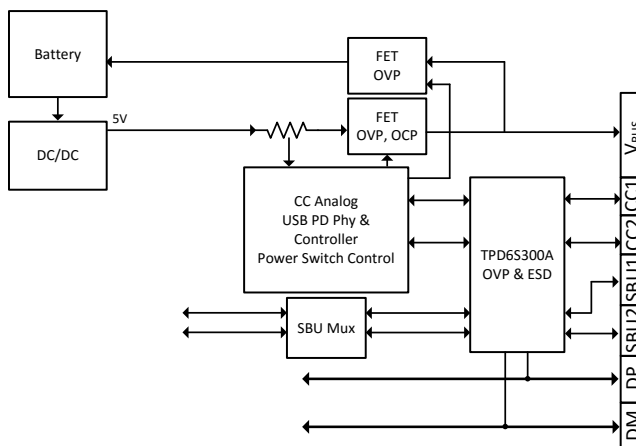 Battery
FET
OVP
5V
FET
OVP, OCP
DC/DC
VBUS
CC Analog
USB PD Phy &
Controller
Power Switch Control
TPD6S300A
OVP & ESD
CC1
CC2
SBU1
SBU2
SBU Mux
DP
DM